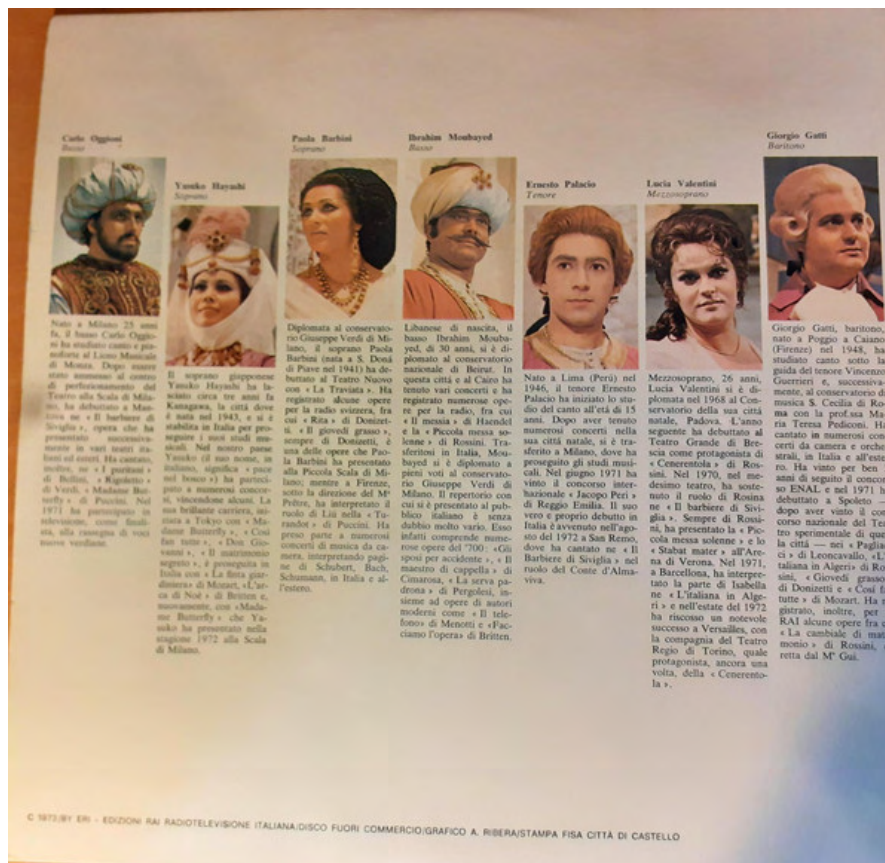 Carlo Oggioni
Basso
Nato a Milano 25 anni
fa, il basso Carlo Oggio-
ni ha studiato canto e pia-
noforte al Liceo Musicale
di Monza. Dopo essere
stato ammesso al centro
di perfezionamento del
Teatro alla Scala di Mila-
no, ha debuttato a Man-
tova ne « Il barbiere di
Siviglia », opera che ha
presentato successiva-
mente in vari teatri ita-
liani ed esteri. Ha cantato,
inoltre, ne « I puritani »
di Bellini, « Rigoletto »
di Verdi, « Madame But-
terfly » di Puccini. Nel
1971 ha partecipato in
televisione, come finali-
sta, alla rassegna di voci
nuove verdiane.
Yasuko Hayashi
Soprano
Il soprano giapponese
Yasuko Hayashi ha la-
sciato circa tre anni fa
Kanagawa, la città dove
è nata nel 1943, e si è
stabilita in Italia per pro-
seguire i suoi studi mu-
sicali. Nel nostro paese
Yasuko (il suo nome, in
italiano, significa « pace
nel bosco ») ha parteci-
pato a numerosi concor-
si, vincendone alcuni. La
sua brillante carriera, ini-
ziata a Tokyo con « Ma-
dame Butterfly », « Così
fan tutte », « Don Gio-
vanni », « Il matrimonio
segreto », è proseguita in
Italia con « La finta giar-
diniera » di Mozart, «L'ar-
ca di Noè » di Britten e,
nuovamente, con «Mada-
me Butterfly » che Ya-
suko ha presentato nella
stagione 1972 alla Scala
di Milano.
Paola Barbini
Soprano
Diplomata al conservato-
rio Giuseppe Verdi di Mi-
lano, il soprano Paola
Barbini (nata a S. Donà
di Piave nel 1941) ha de-
buttato al Teatro Nuovo
con « La Traviata ». Ha
registrato alcune opere
per la radio svizzera, fra
cui « Rita » di Donizet-
ti. « Il giovedì grasso »,
sempre di Donizetti, è
una delle opere che Pao-
la Barbini ha presentato
alla Piccola Scala di Mi-
lano; mentre a Firenze,
sotto la direzione del Mº
Prêtre, ha interpretato il
ruolo di Liù nella « Tu-
randot » di Puccini. Ha
preso parte a numerosi
concerti di musica da ca-
mera, interpretando pagi-
ne di Schubert, Bach,
Schumann, in Italia e al-
l'estero.
Ibrahim Moubayed
Basso
Libanese di nascita, il
basso Ibrahim Mouba-
yed, di 30 anni, si è di-
plomato al conservatorio
nazionale di Beirut. In
questa città e al Cairo ha
tenuto vari concerti e ha
registrato numerose ope-
re per la radio, fra cui
« Il messia » di Haendel
e la « Piccola messa so-
lenne » di Rossini. Tra-
sferitosi in Italia, Mou-
bayed si è diplomato a
pieni voti al conservato-
rio Giuseppe Verdi di
Milano. Il repertorio con
cui si è presentato al pub-
blico italiano è senza
dubbio molto vario. Esso
infatti comprende nume-
rose opere del '700: «Gli
sposi per accidente », « Il
maestro di cappella » di
Cimarosa, « La serva pa-
drona » di Pergolesi, in-
sieme ad opere di autori
moderni come « Il tele-
fono» di Menotti e «Fac-
ciamo l'opera» di Britten.
Ernesto Palacio
Tenore
Nato a Lima (Perù) nel
1946, il tenore Ernesto
Palacio ha iniziato lo stu-
dio del canto all'età di 15
anni. Dopo aver tenuto
numerosi concerti nella
sua città natale, si è tra-
sferito a Milano, dove ha
proseguito gli studi musi-
cali. Nel giugno 1971 ha
vinto il concorso inter-
nazionale « Jacopo Peri »
di Reggio Emilia. Il suo
vero e proprio debutto in
Italia è avvenuto nell'ago-
sto del 1972 a San Remo,
dove ha cantato ne « Il
Barbiere di Siviglia » nel
ruolo del Conte d'Alma-
viva.
Lucia Valentini
Mezzosoprano
Mezzosoprano, 26 anni,
Lucia Valentini si è di-
plomata nel 1968 al Con-
servatorio della sua città
natale, Padova. L'anno
seguente ha debuttato al
Teatro Grande di Bre-
scia come protagonista di
« Cenerentola » di Ros-
sini. Nel 1970, nel me-
desimo teatro, ha soste-
nuto il ruolo di Rosina
ne « Il barbiere di Sivi-
glia ». Sempre di Rossi-
ni, ha presentato la « Pic-
cola messa solenne » e lo
« Stabat mater » all'Are-
na di Verona. Nel 1971,
a Barcellona, ha interpre-
tato la parte di Isabella
ne « L'italiana in Alge-
ri » e nell'estate del 1972
ha riscosso un notevole
successo a Versailles, con
la compagnia del Teatro
Regio di Torino, quale
protagonista, ancora una
volta, della « Cenerento-
la ».
Giorgio Gatti
Baritono
Giorgio Gatti, baritono,
nato a Poggio a Caiano
(Firenze) nel 1948, ha
studiato canto sotto la
guida del tenore Vincenzo
Guerrieri e, successiva-
mente, al conservatorio di
musica S. Cecilia di Ro-
ma con la prof.ssa Ma-
ria Teresa Pediconi. Ha
cantato in numerosi con-
certi da camera e orche-
strali, in Italia e all'este-
ro. Ha vinto per ben
anni di seguito il concor-
so ENAL e nel 1971 h
debuttato a Spoleto —
dopo aver vinto il con-
corso nazionale del Tea
tro sperimentale di que
la città — nei « Pagliac
ci » di Leoncavallo, «L'
italiana in Algeri» di Ro
sini, « Giovedì grasso
di Donizetti e « Così f
tutte » di Mozart. Ha r
gistrato, inoltre, per
RAI alcune opere fra c
« La cambiale di mat
monio » di Rossini,
retta dal Mº Gui.
C 1973/BY ERI - EDIZIONI RAI RADIOTELEVISIONE ITALIANA/DISCO FUORI COMMERCIO/GRAFICO A. RIBERA/STAMPA FISA CITTÀ DI CASTELLO